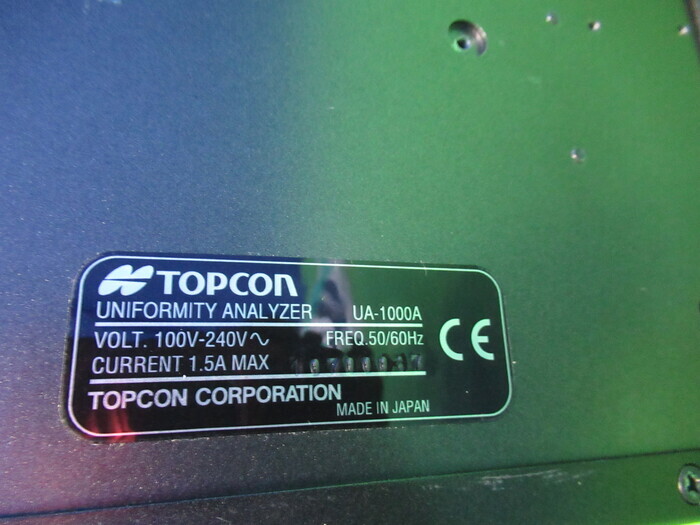 TOPCON
UNIFORMITY ANALYZER UA-1000A
VOLT. 100V-240V∿ FREQ.50/60Hz
CURRENT 1.5A MAX
CE
TOPCON CORPORATION
MADE IN JAPAN